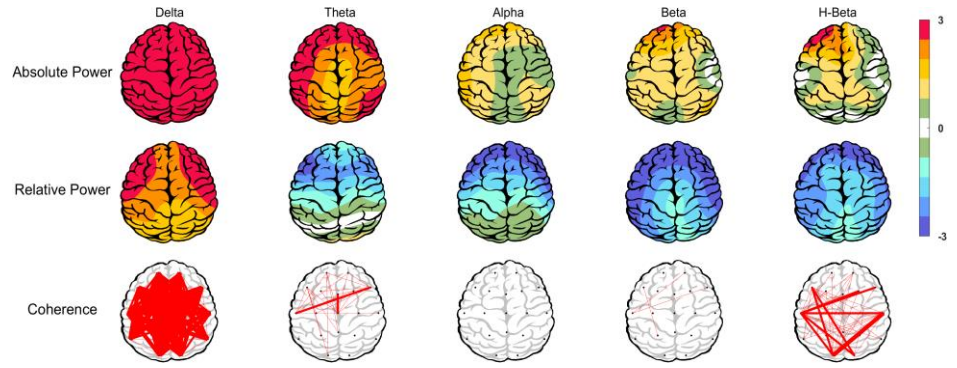 Delta Theta Alpha Beta H-Beta
Absolute Power
Relative Power
Coherence
3
0
-3